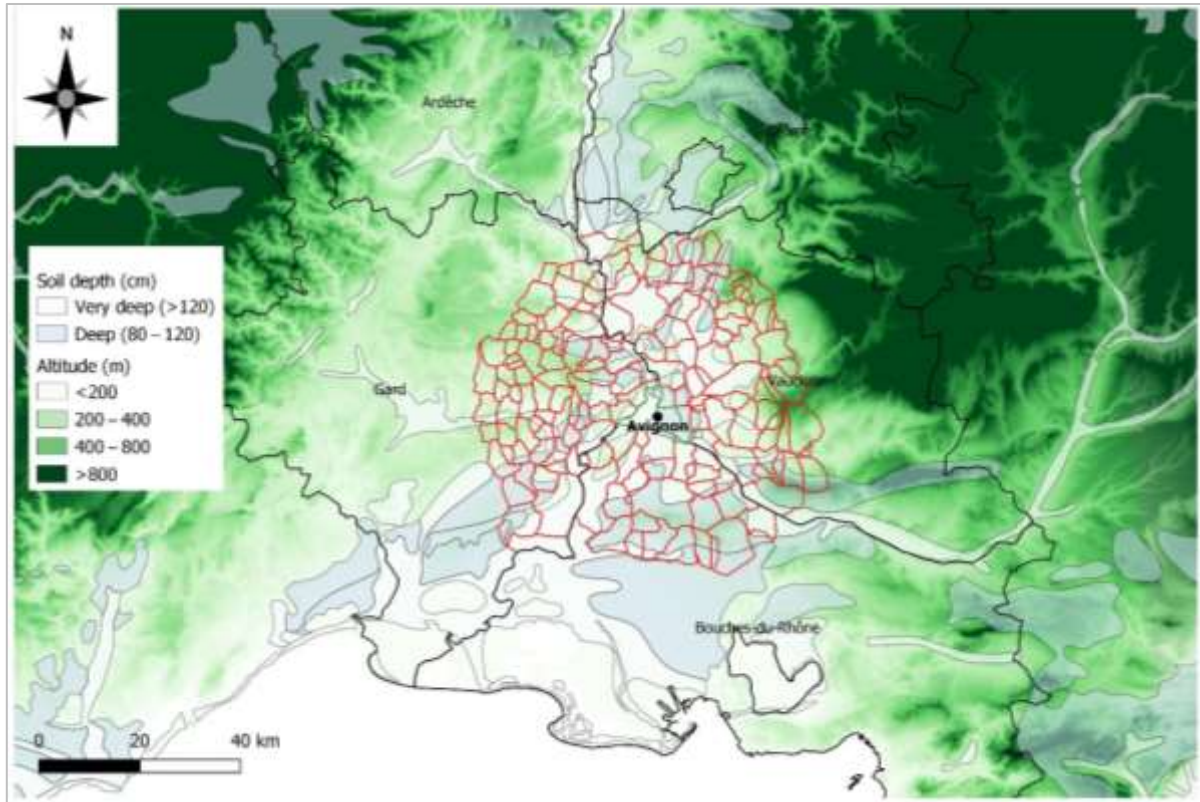 N
Ardèche
Soil depth (cm)
Very deep (>120)
Deep (80 – 120)
Altitude (m)
<200
200 – 400
400 – 800
>800
Gard
Avignon
Bouches-du-Rhône
0 20 40 km